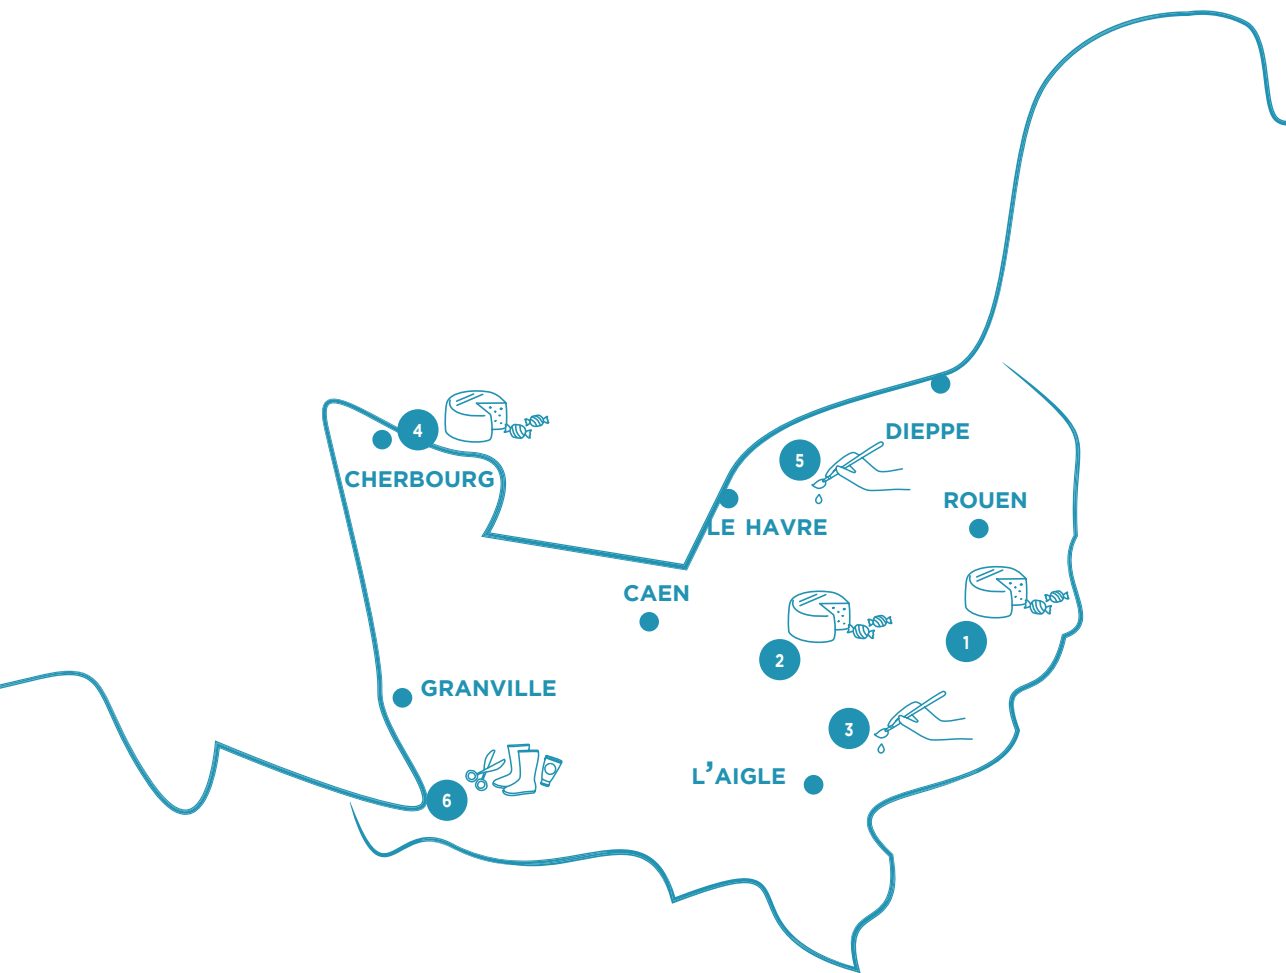 4
CHERBOURG
5
DIEPPE
LE HAVRE
ROUEN
CAEN
2
1
GRANVILLE
3
L’AIGLE
6